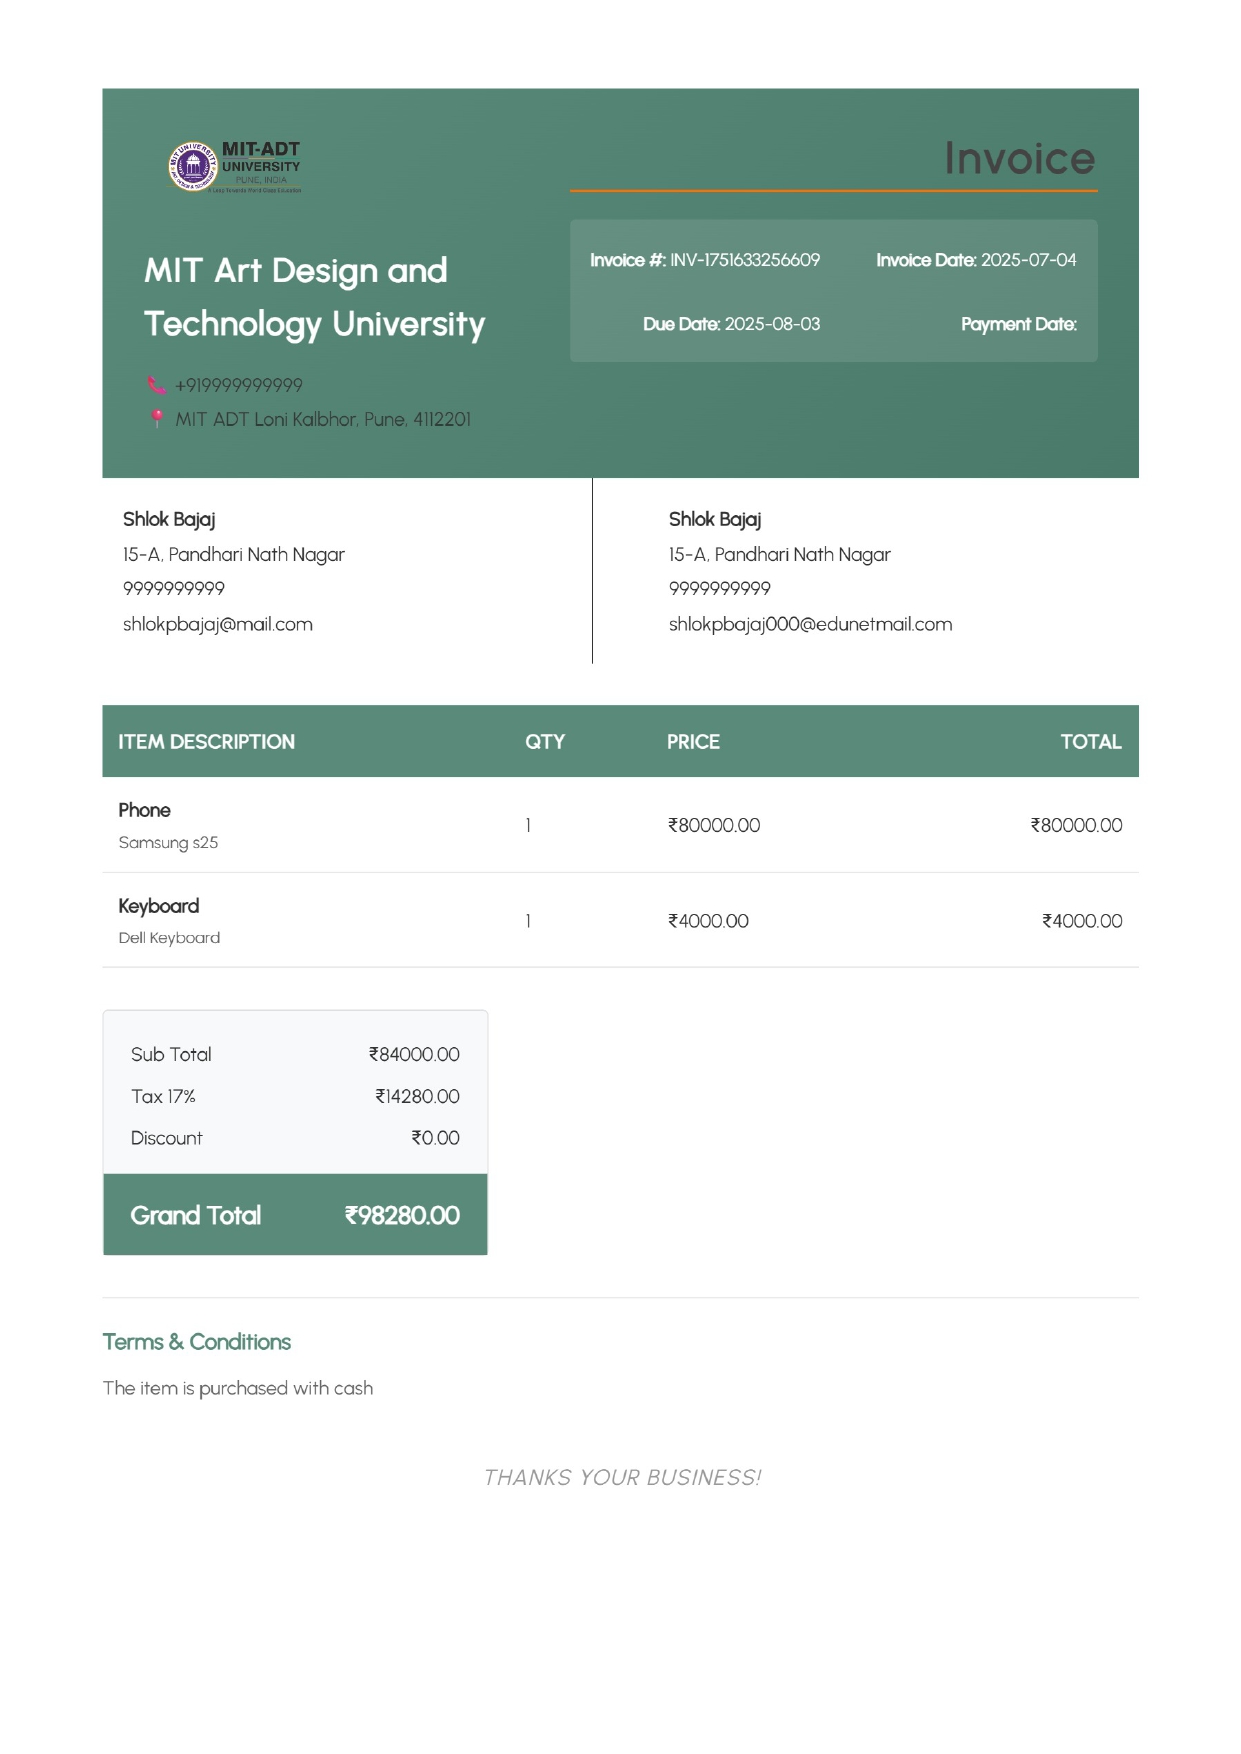 MIT-ADT
UNIVERSITY
PUNE, INDIA
A Leap Towards World Class Education
Invoice
MIT Art Design and
Technology University
+919999999999
MIT ADT Loni Kalbhor, Pune, 4112201
Invoice #: INV-1751633256609 Invoice Date: 2025-07-04
Due Date: 2025-08-03 Payment Date:
Shlok Bajaj
15-A, Pandhari Nath Nagar
9999999999
shlokpbajaj@mail.com
Shlok Bajaj
15-A, Pandhari Nath Nagar
9999999999
shlokpbajaj000@edunetmail.com
ITEM DESCRIPTION QTY PRICE TOTAL
Phone
Samsung s25
1 ₹80000.00 ₹80000.00
Keyboard
Dell Keyboard
1 ₹4000.00 ₹4000.00
Sub Total ₹84000.00
Tax 17% ₹14280.00
Discount ₹0.00
Grand Total ₹98280.00
Terms & Conditions
The item is purchased with cash
THANKS YOUR BUSINESS!